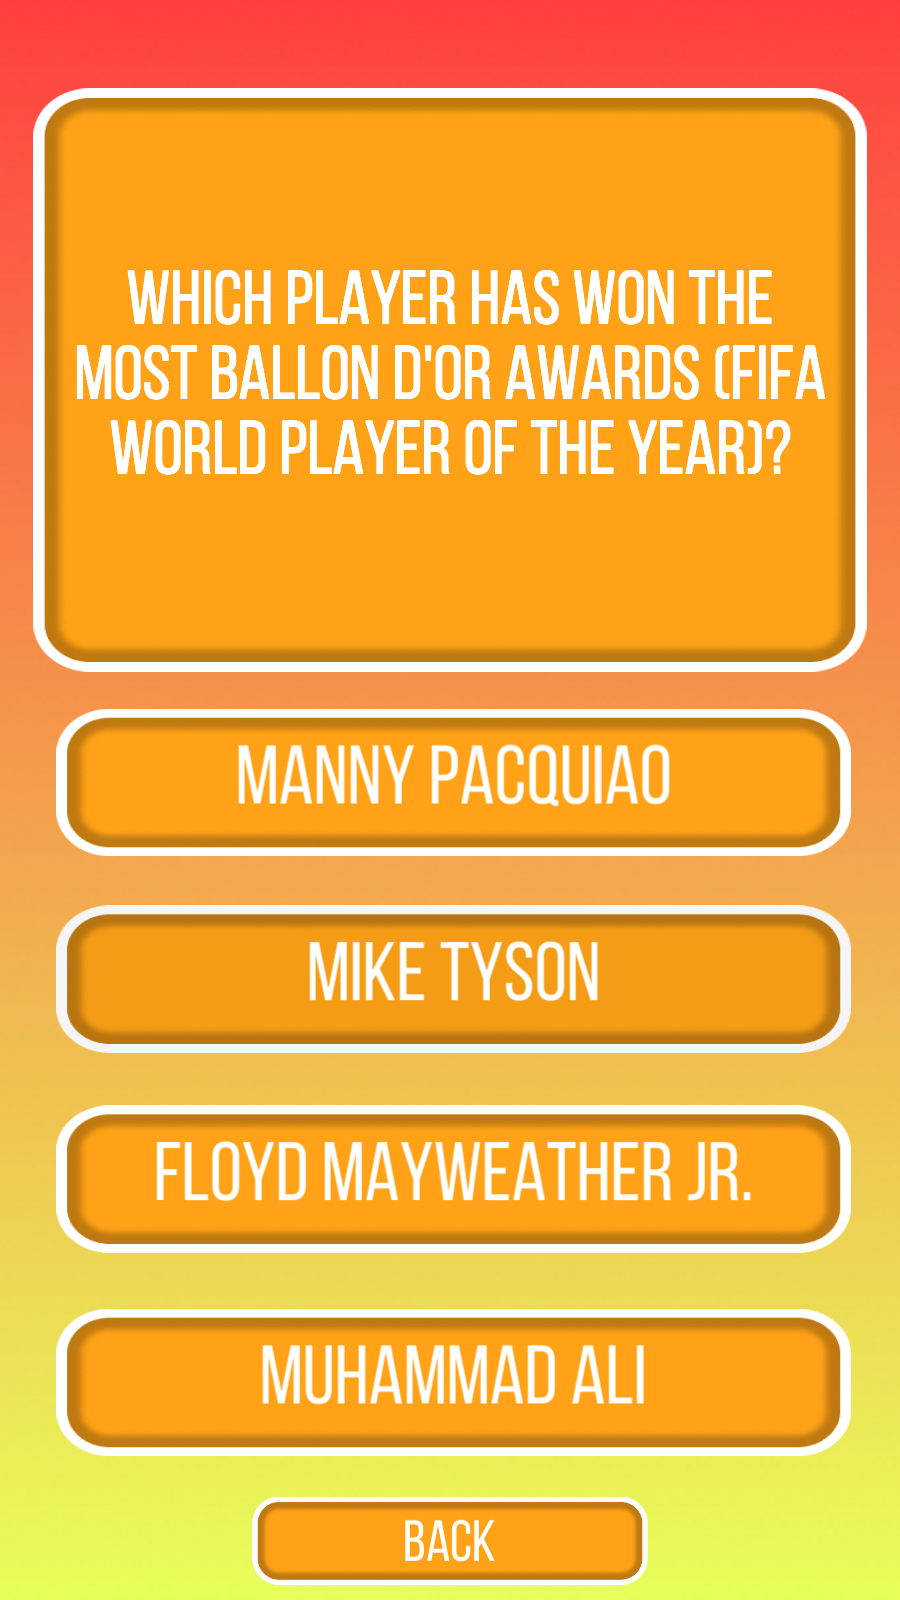 WHICH PLAYER HAS WON THE
MOST BALLON D'OR AWARDS (FIFA
WORLD PLAYER OF THE YEAR)?
MANNY PACQUIAO
MIKE TYSON
FLOYD MAYWEATHER JR.
MUHAMMAD ALI
BACK